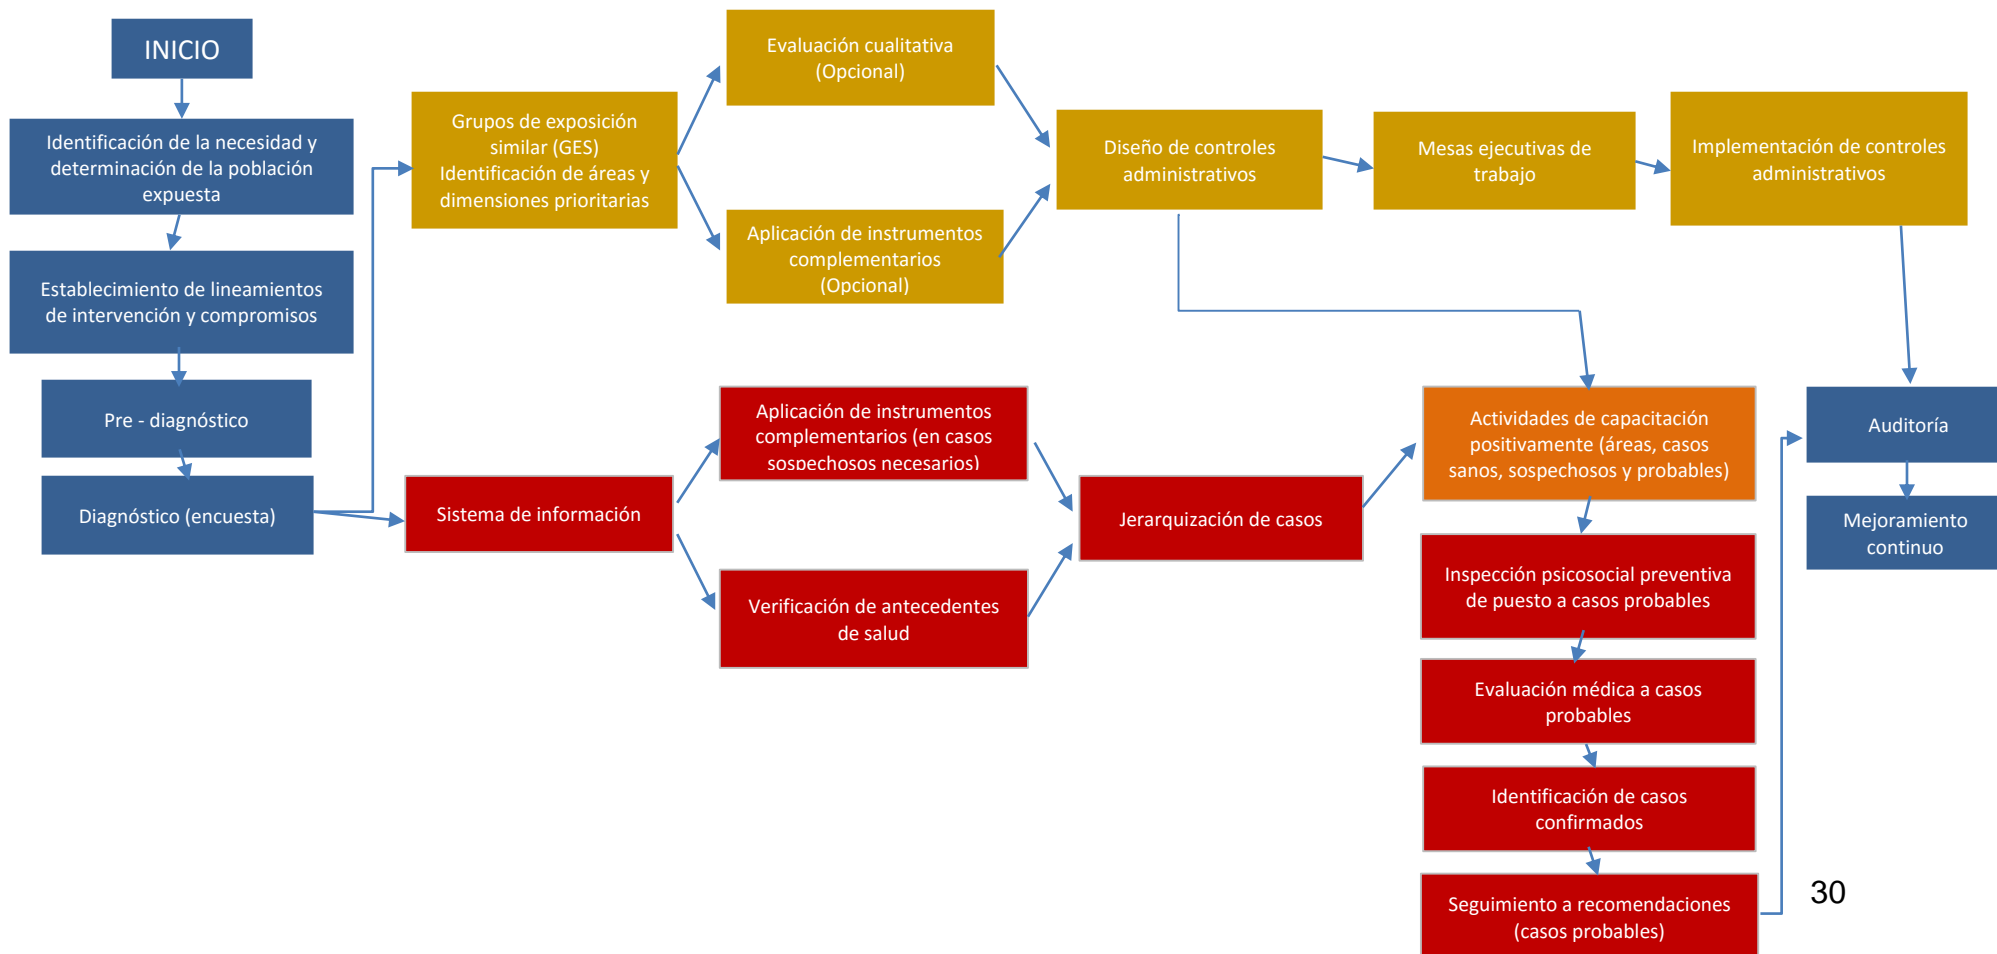 INICIO
Identificación de la necesidad y
determinación de la población
expuesta
Establecimiento de lineamientos
de intervención y compromisos
Pre - diagnóstico
Diagnóstico (encuesta)
Grupos de exposición
similar (GES)
Identificación de áreas y
dimensiones prioritarias
Evaluación cualitativa
(Opcional)
Aplicación de instrumentos
complementarios
(Opcional)
Diseño de controles
administrativos
Mesas ejecutivas de
trabajo
Implementación de controles
administrativos
Sistema de información
Aplicación de instrumentos
complementarios (en casos
sospechosos necesarios)
Verificación de antecedentes
de salud
Jerarquización de casos
Actividades de capacitación
positivamente (áreas, casos
sanos, sospechosos y probables)
Inspección psicosocial preventiva
de puesto a casos probables
Evaluación médica a casos
probables
Identificación de casos
confirmados
Seguimiento a recomendaciones
(casos probables)
Auditoría
Mejoramiento
continuo
30